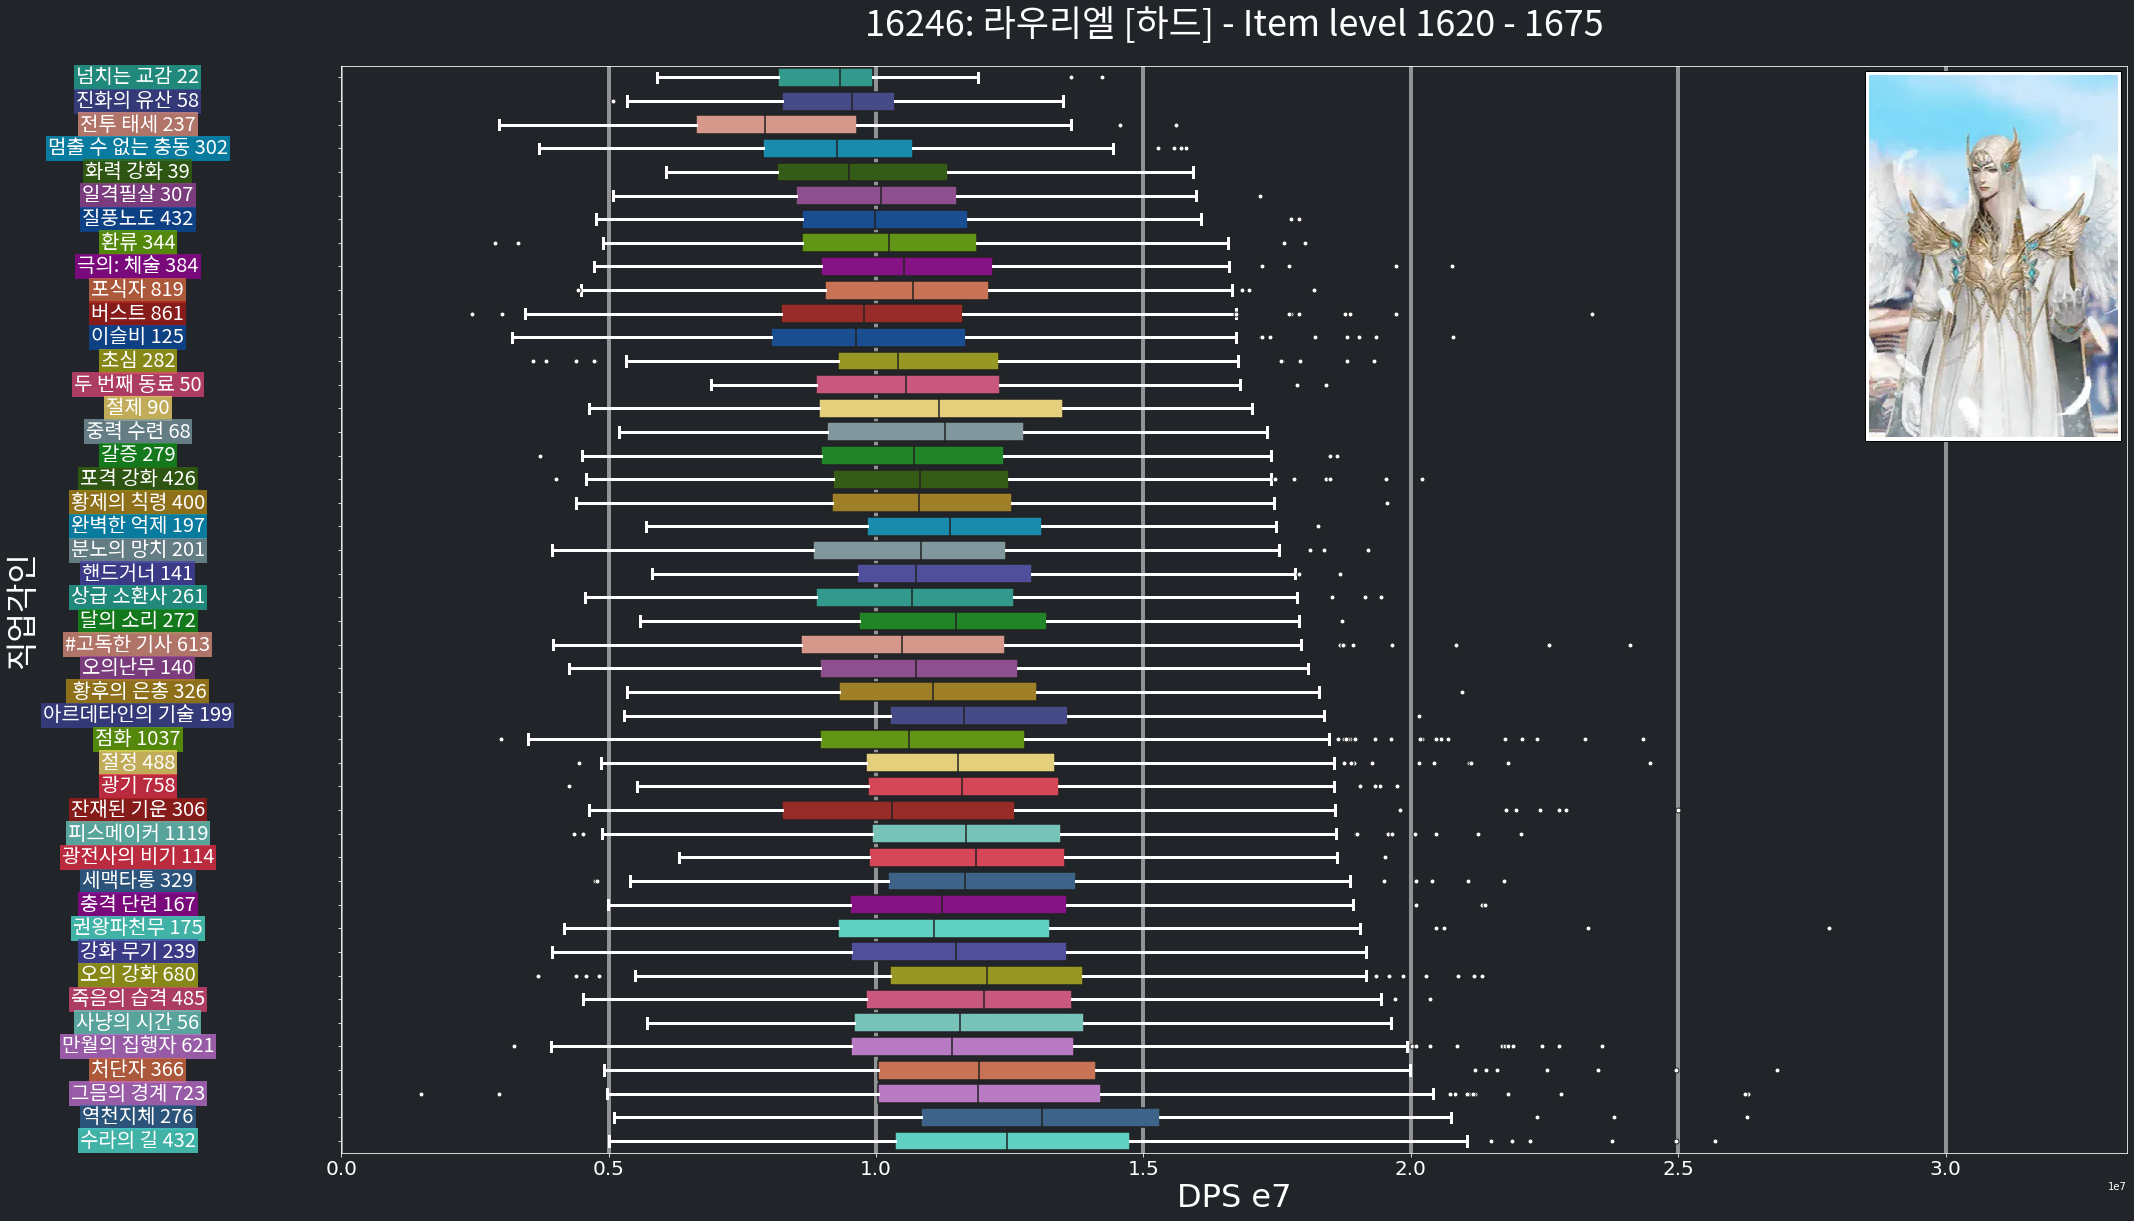 16246: 라우리엘 [하드] - Item level 1620 - 1675
넘치는 교감 22
진화의 유산 58
전투 태세 237
멈출 수 없는 충동 302
화력 강화 39
일격필살 307
질풍노도 432
환류 344
극의: 체술 384
포식자 819
버스트 861
이슬비 125
초심 282
두 번째 동료 50
절제 90
중력 수련 68
갈증 279
포격 강화 426
황제의 칙령 400
완벽한 억제 197
분노의 망치 201
핸드거너 141
상급 소환사 261
달의 소리 272
#고독한 기사 613
오의난무 140
황후의 은총 326
아르데타인의 기술 199
점화 1037
절정 488
광기 758
잔재된 기운 306
피스메이커 1119
광전사의 비기 114
세맥타통 329
충격 단련 167
권왕파천무 175
강화 무기 239
오의 강화 680
죽음의 습격 485
사냥의 시간 56
만월의 집행자 621
처단자 366
그믐의 경계 723
역천지체 276
수라의 길 432
직업각인
0.0 0.5 1.0 1.5 2.0 2.5 3.0
DPS e7
1e7